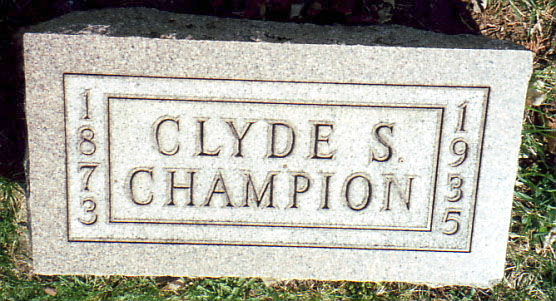 1873
CLYDE S.
CHAMPION
1935